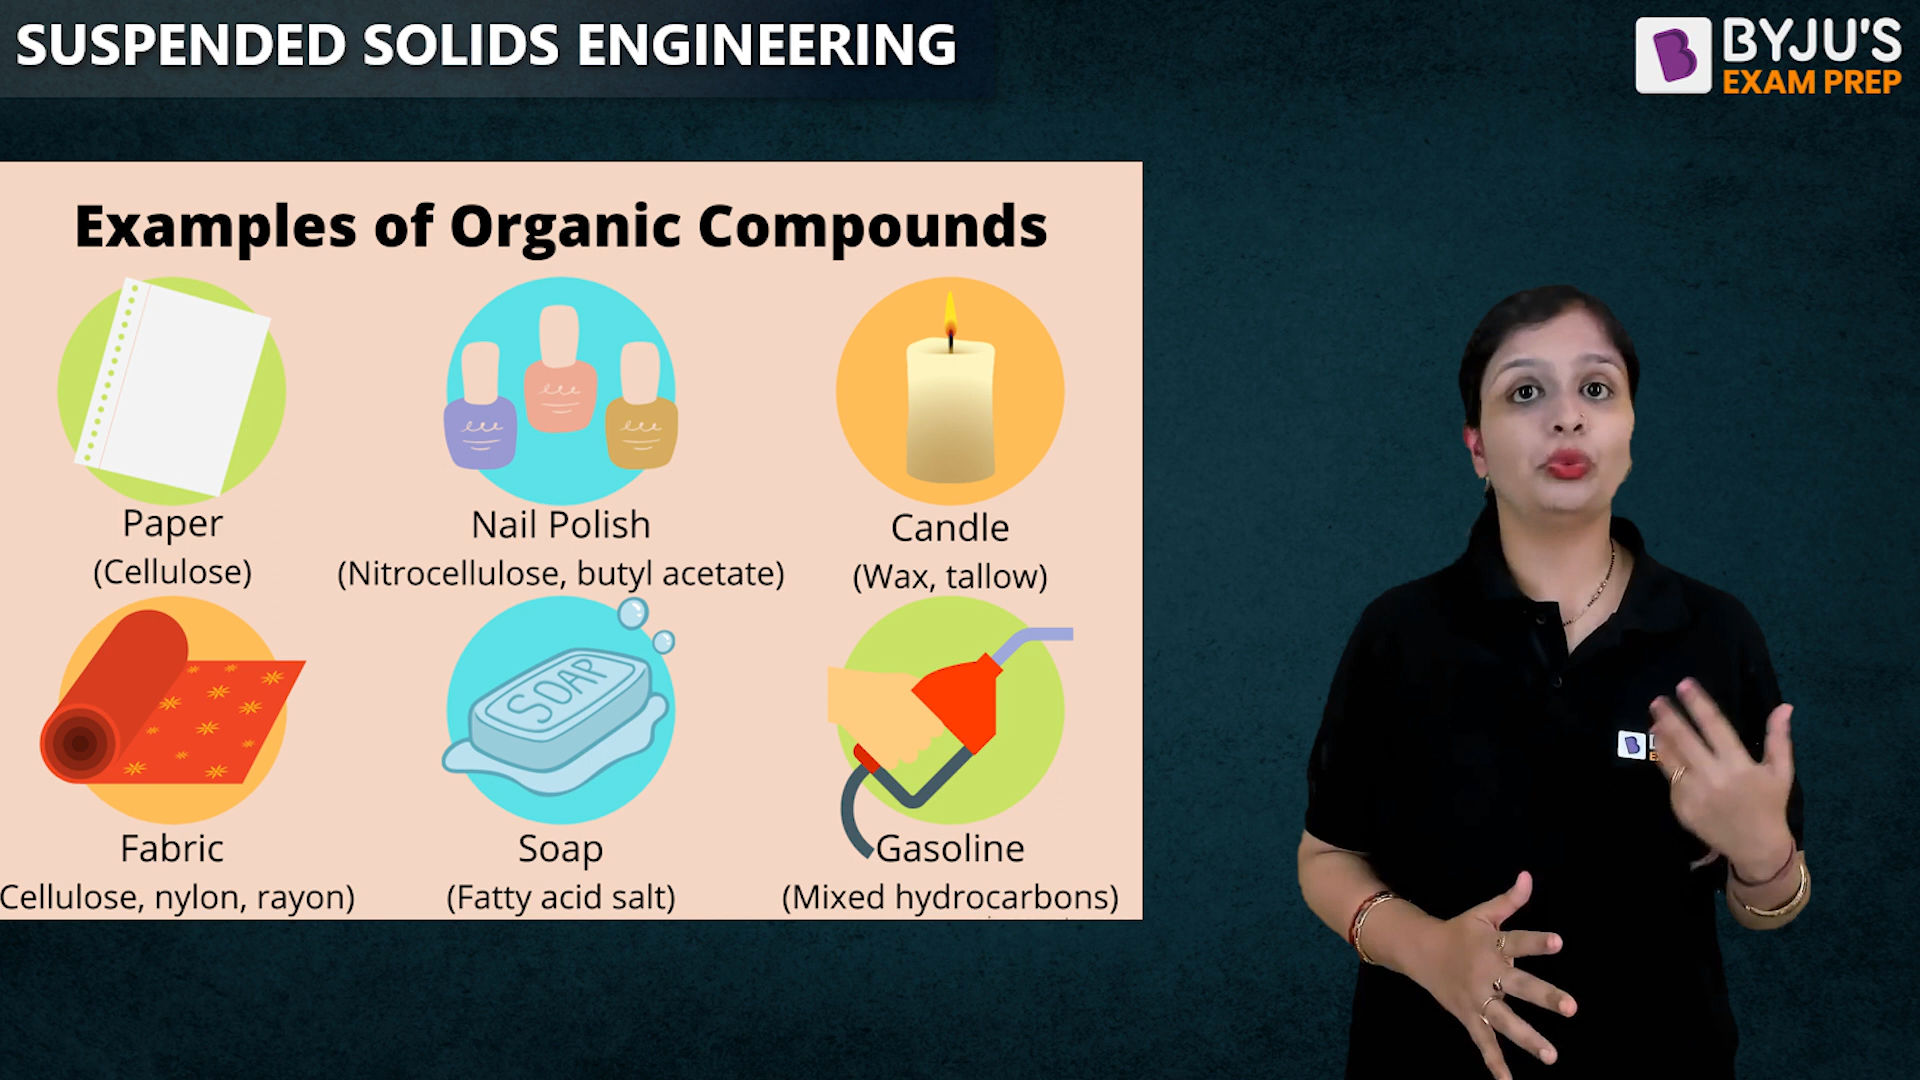 SUSPENDED SOLIDS ENGINEERING
BYJU'S
EXAM PREP
Examples of Organic Compounds
Paper
(Cellulose)
Nail Polish
(Nitrocellulose, butyl acetate)
Candle
(Wax, tallow)
SOAP
Fabric
Cellulose, nylon, rayon)
Soap
(Fatty acid salt)
Gasoline
(Mixed hydrocarbons)